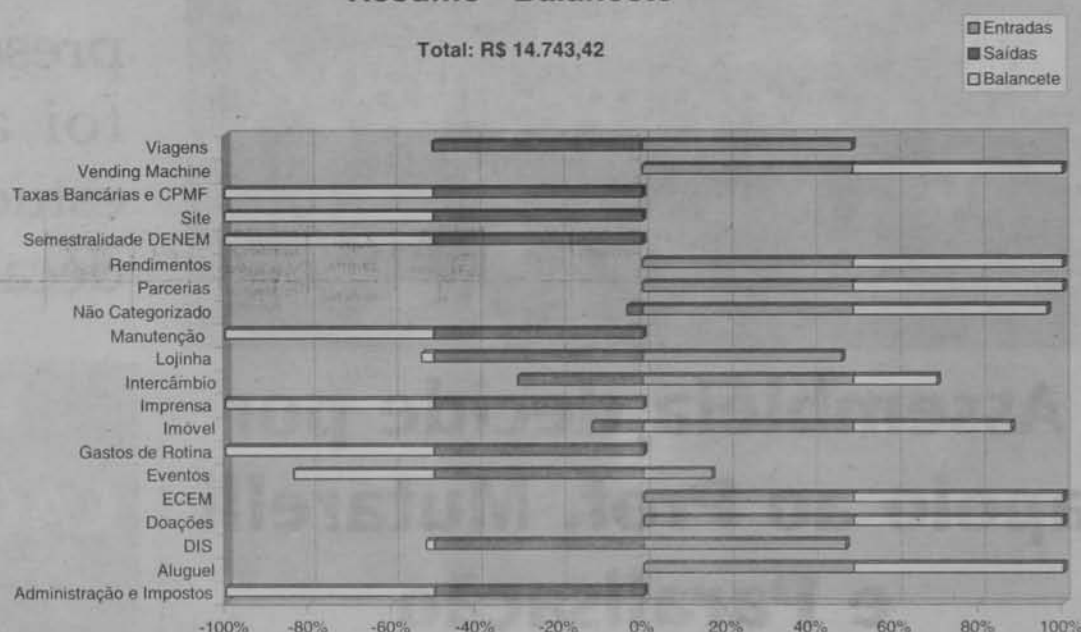 Total: R$ 14.743,42
Entradas
Saídas
Balancete
Viagens
Vending Machine
Taxas Bancárias e CPMF
Site
Semestralidade DENEM
Rendimentos
Parcerias
Não Categorizado
Manutenção
Lojinha
Intercâmbio
Imprensa
Imóvel
Gastos de Rotina
Eventos
ECEM
Doações
DIS
Aluguel
Administração e Impostos
-100% -80% -60% -40% -20% 0% 20% 40% 60% 80% 100%